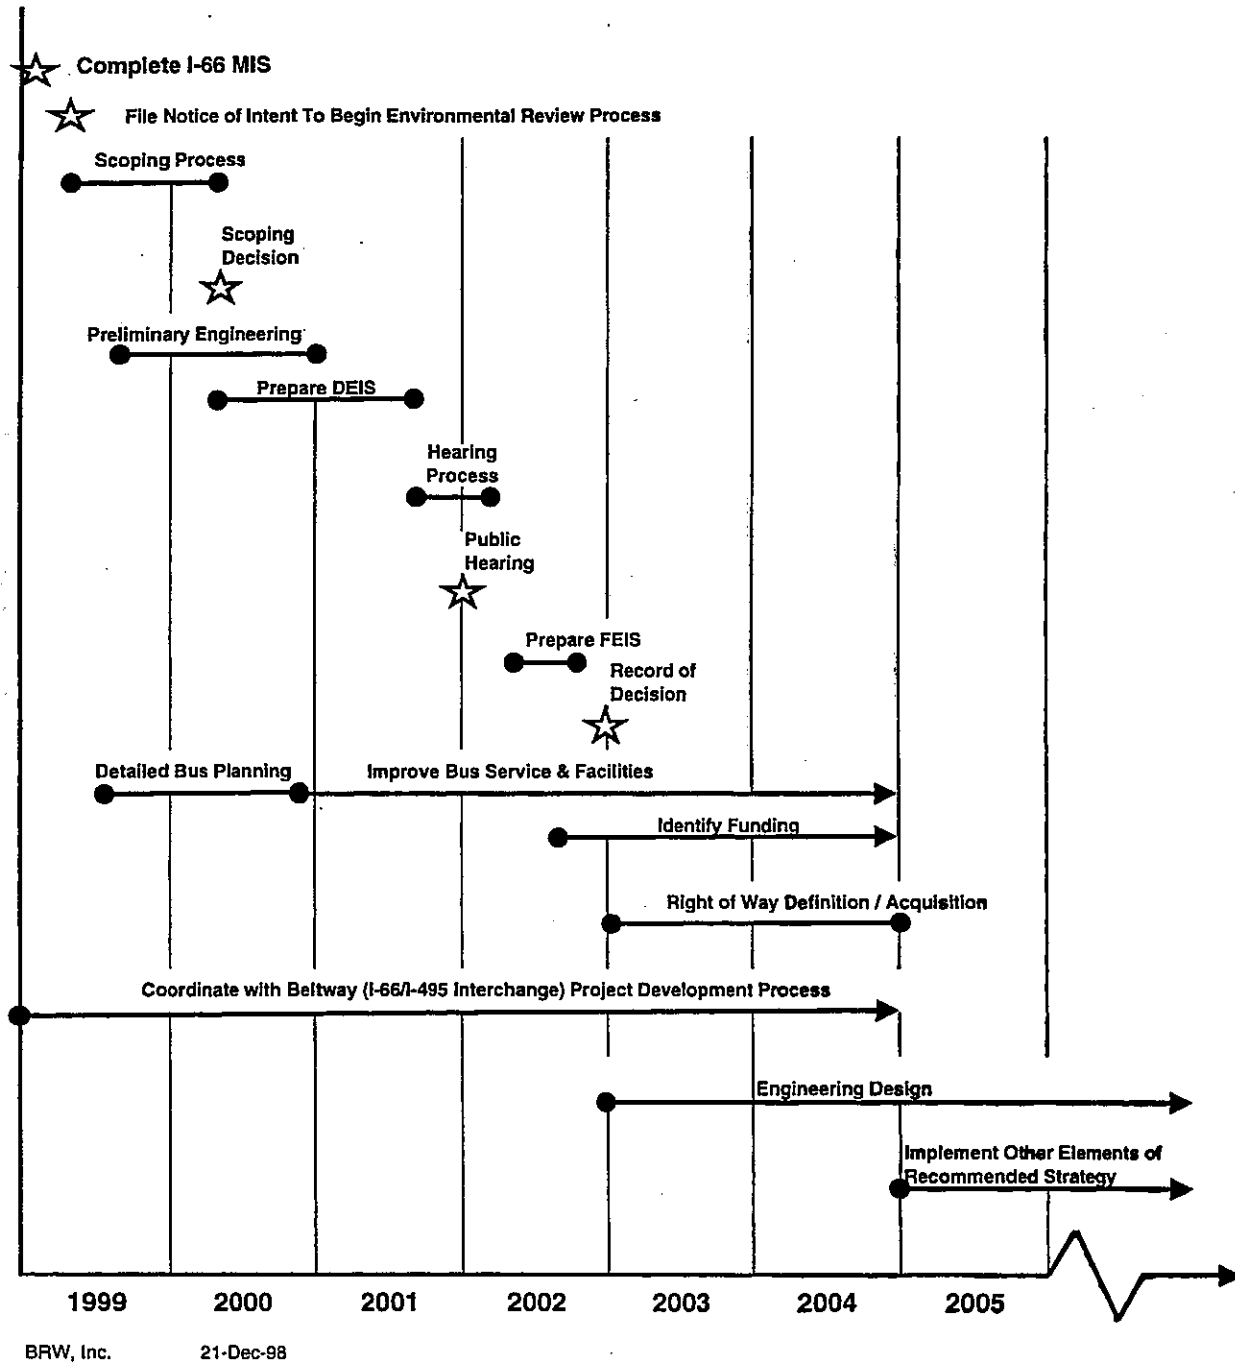 Complete I-66 MIS
File Notice of Intent To Begin Environmental Review Process
Scoping Process
Scoping
Decision
Preliminary Engineering
Prepare DEIS
Hearing
Process
Public
Hearing
Prepare FEIS
Record of
Decision
Detailed Bus Planning
Improve Bus Service & Facilities
Identify Funding
Right of Way Definition / Acquisition
Coordinate with Beltway (I-66/I-495 Interchange) Project Development Process
Engineering Design
Implement Other Elements of
Recommended Strategy
1999 2000 2001 2002 2003 2004 2005
BRW, Inc. 21-Dec-98